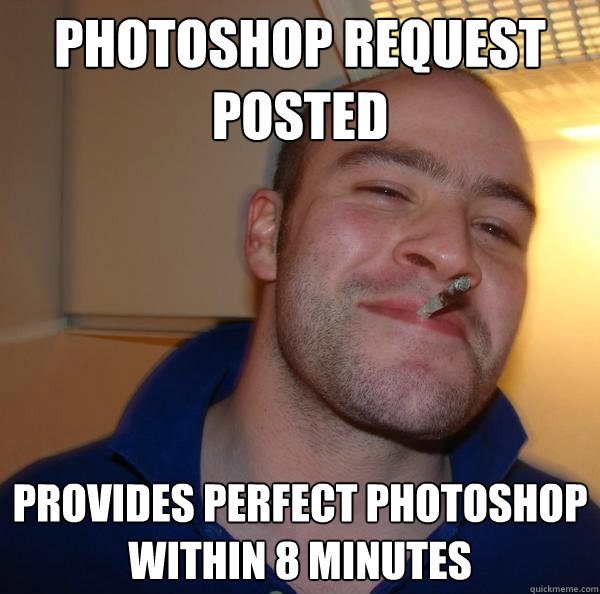 PHOTOSHOP REQUEST
POSTED
PROVIDES PERFECT PHOTOSHOP
WITHIN 8 MINUTES
quickmeme.com